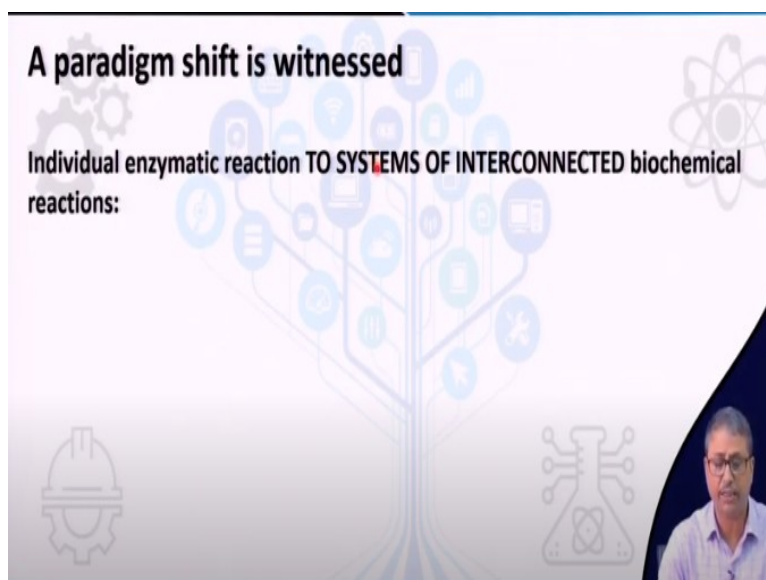 A paradigm shift is witnessed
Individual enzymatic reaction TO SYSTEMS OF INTERCONNECTED biochemical
reactions: